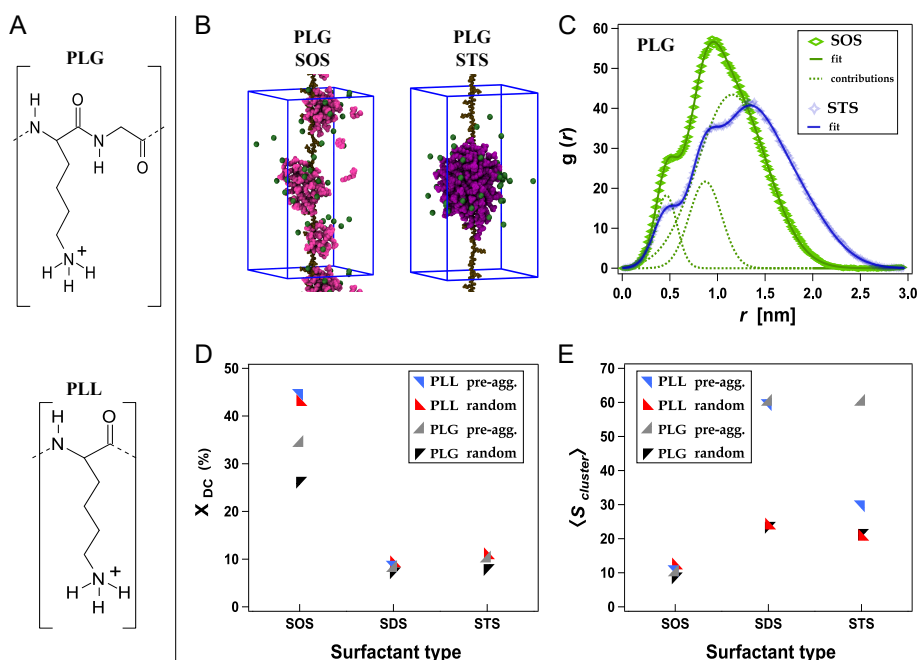 A
PLG
H
N
O
N
H
O
+
N
H
H
H
PLL
H
N
O
+
N
H
H
H
B
PLG
SOS
PLG
STS
C
PLG
SOS
fit
contributions
STS
fit
g (r)
60
50
40
30
20
10
0
0.0 0.5 1.0 1.5 2.0 2.5 3.0
r [nm]
D
PLL pre-agg.
PLL random
PLG pre-agg.
PLG random
X DC (%)
50
40
30
20
10
0
SOS SDS STS
Surfactant type
E
PLL pre-agg.
PLL random
PLG pre-agg.
PLG random
⟨S cluster⟩
70
60
50
40
30
20
10
0
SOS SDS STS
Surfactant type